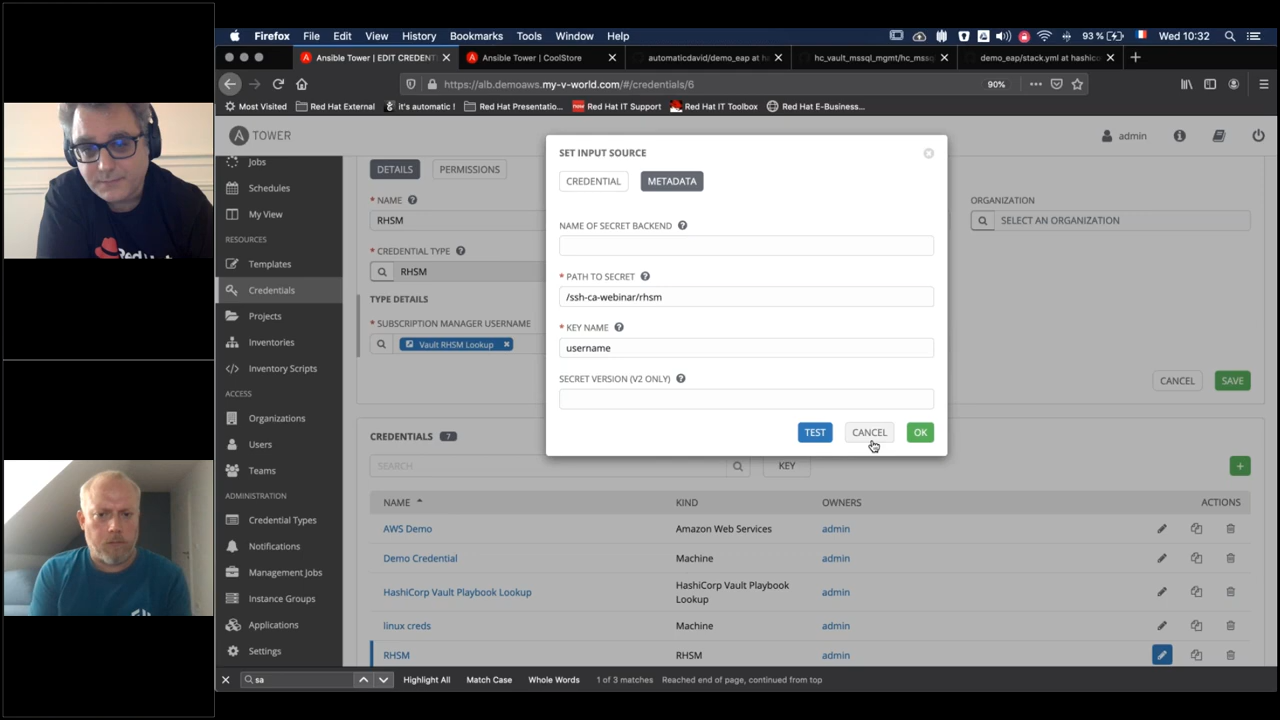 Firefox File Edit View History Bookmarks Tools Window Help
93 % Wed 10:32
Ansible Tower | EDIT CREDENT
Ansible Tower | CoolStore
automaticdavid/demo_eap at h
hc_vault_mssql_mgmt/hc_mssq
demo_eap/stack.yml at hashic
https://alb.demoaws.my-v-world.com/#/credentials/6
90%
Most Visited Red Hat External it's automatic ! Red Hat Presentatio... Red Hat IT Support Red Hat IT Toolbox Red Hat E-Business...
A TOWER
admin
Jobs
Schedules
My View
RESOURCES
Templates
Credentials
Projects
Inventories
Inventory Scripts
ACCESS
Organizations
Users
Teams
ADMINISTRATION
Credential Types
Notifications
Management Jobs
Instance Groups
Applications
Settings
DETAILS PERMISSIONS
* NAME ?
RHSM
* CREDENTIAL TYPE ?
RHSM
TYPE DETAILS
* SUBSCRIPTION MANAGER USERNAME
Vault RHSM Lookup
ORGANIZATION
SELECT AN ORGANIZATION
CANCEL SAVE
SET INPUT SOURCE
CREDENTIAL METADATA
NAME OF SECRET BACKEND ?
* PATH TO SECRET ?
/ssh-ca-webinar/rhsm
* KEY NAME ?
username
SECRET VERSION (V2 ONLY) ?
TEST CANCEL OK
CREDENTIALS 7
SEARCH KEY
+
NAME KIND OWNERS ACTIONS
AWS Demo Amazon Web Services admin
Demo Credential Machine admin
HashiCorp Vault Playbook Lookup HashiCorp Vault Playbook Lookup admin
linux creds Machine admin
RHSM RHSM admin
sa Highlight All Match Case Whole Words 1 of 3 matches Reached end of page, continued from top